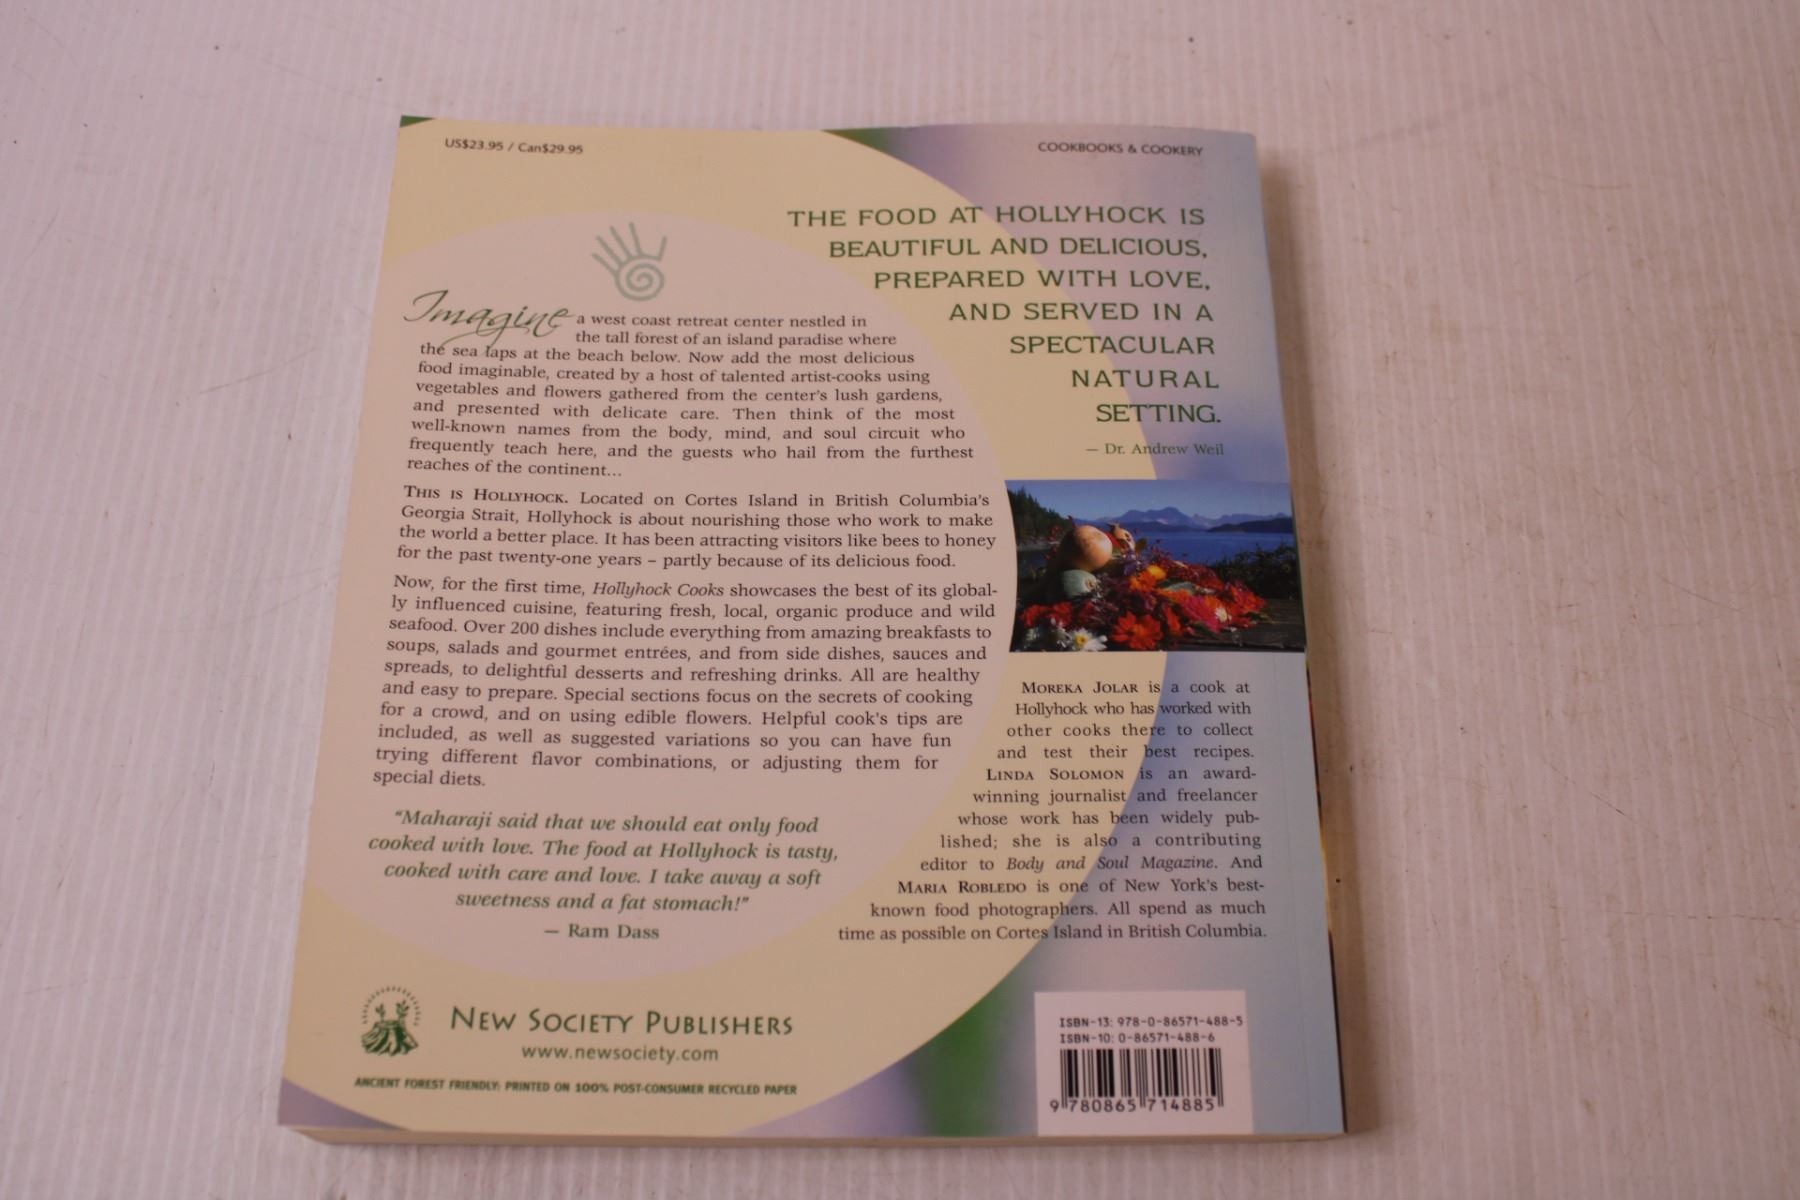 US$23.95 / Can$29.95
COOKBOOKS & COOKERY
THE FOOD AT HOLLYHOCK IS
BEAUTIFUL AND DELICIOUS,
PREPARED WITH LOVE,
AND SERVED IN A
SPECTACULAR
NATURAL
SETTING.
— Dr. Andrew Weil
Imagine a west coast retreat center nestled in
the tall forest of an island paradise where
the sea laps at the beach below. Now add the most delicious
food imaginable, created by a host of talented artist-cooks using
vegetables and flowers gathered from the center's lush gardens,
and presented with delicate care. Then think of the most
well-known names from the body, mind, and soul circuit who
frequently teach here, and the guests who hail from the furthest
reaches of the continent...
THIS IS HOLLYHOCK. Located on Cortes Island in British Columbia's
Georgia Strait, Hollyhock is about nourishing those who work to make
the world a better place. It has been attracting visitors like bees to honey
for the past twenty-one years – partly because of its delicious food.
Now, for the first time, Hollyhock Cooks showcases the best of its global-
ly influenced cuisine, featuring fresh, local, organic produce and wild
seafood. Over 200 dishes include everything from amazing breakfasts to
soups, salads and gourmet entrées, and from side dishes, sauces and
spreads, to delightful desserts and refreshing drinks. All are healthy
and easy to prepare. Special sections focus on the secrets of cooking
for a crowd, and on using edible flowers. Helpful cook's tips are
included, as well as suggested variations so you can have fun
trying different flavor combinations, or adjusting them for
special diets.
"Maharaji said that we should eat only food
cooked with love. The food at Hollyhock is tasty,
cooked with care and love. I take away a soft
sweetness and a fat stomach!"
— Ram Dass
MOREKA JOLAR is a cook at
Hollyhock who has worked with
other cooks there to collect
and test their best recipes.
LINDA SOLOMON is an award-
winning journalist and freelancer
whose work has been widely pub-
lished; she is also a contributing
editor to Body and Soul Magazine. And
MARIA ROBLEDO is one of New York's best-
known food photographers. All spend as much
time as possible on Cortes Island in British Columbia.
NEW SOCIETY PUBLISHERS
www.newsociety.com
ANCIENT FOREST FRIENDLY: PRINTED ON 100% POST-CONSUMER RECYCLED PAPER
ISBN-13: 978-0-86571-488-5
ISBN-10: 0-86571-488-6
9 780865 714885